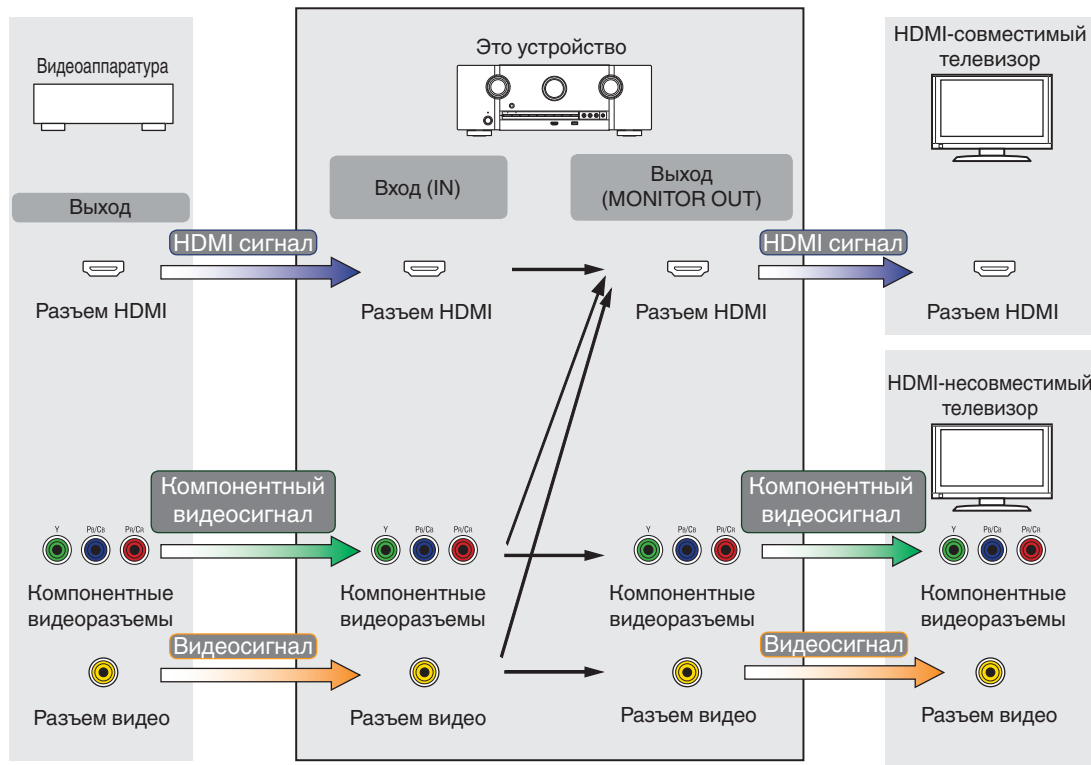 Видеоаппаратура
Это устройство
HDMI-совместимый
телевизор
Выход
Вход (IN)
Выход
(MONITOR OUT)
HDMI сигнал
HDMI сигнал
Разъем HDMI
Разъем HDMI
Разъем HDMI
Разъем HDMI
HDMI-несовместимый
телевизор
Компонентный
видеосигнал
Компонентный
видеосигнал
Y PB/CB PR/CR
Y PB/CB PR/CR
Y PB/CB PR/CR
Y PB/CB PR/CR
Компонентные
видеоразъемы
Компонентные
видеоразъемы
Компонентные
видеоразъемы
Компонентные
видеоразъемы
Видеосигнал
Видеосигнал
Разъем видео
Разъем видео
Разъем видео
Разъем видео